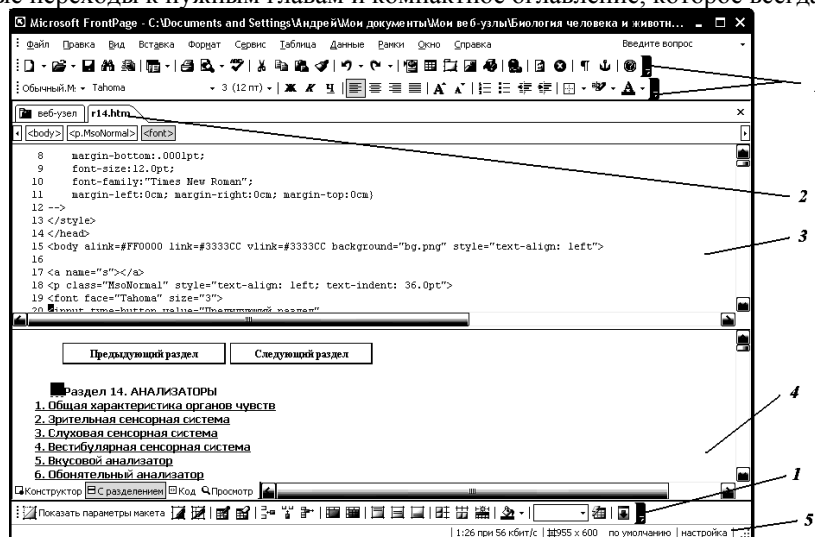 ые переходы к нужным главам и компактное оглавление, которое всегда
Microsoft FrontPage - C:\Documents and Settings\Андрей\Мои документы\Мои веб-узлы\Биология человека и животн...
Файл Правка Вид Вставка Формат Сервис Таблица Данные Рамки Окно Справка Введите вопрос
Обычный.М: Tahoma 3 (12 пт) Ж К Ч
веб-узел r14.htm
<body> <p.MsoNormal> <font>
8 margin-bottom:.0001pt;
9 font-size:12.0pt;
10 font-family:"Times New Roman";
11 margin-left:0cm; margin-right:0cm; margin-top:0cm}
12 -->
13 </style>
14 </head>
15 <body alink=#FF0000 link=#3333CC vlink=#3333CC background="bg.png" style="text-align: left">
16
17 <a name="s"></a>
18 <p class="MsoNormal" style="text-align: left; text-indent: 36.0pt">
19 <font face="Tahoma" size="3">
20 <input type=button value="Предыдущий раздел"
2
3
Предыдущий раздел Следующий раздел
Раздел 14. АНАЛИЗАТОРЫ
1. Общая характеристика органов чувств
2. Зрительная сенсорная система
3. Слуховая сенсорная система
4. Вестибулярная сенсорная система
5. Вкусовой анализатор
6. Обонятельный анализатор
4
Конструктор С разделением Код Просмотр
1
Показать параметры макета
5
1:26 при 56 кбит/с 955 x 600 по умолчанию настройка